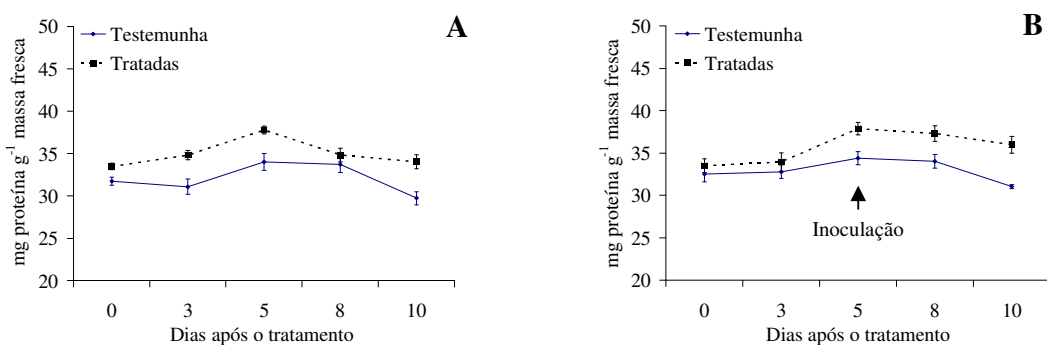 A
Testemunha
Tratadas
mg proteína g⁻¹ massa fresca
50
45
40
35
30
25
20
0 3 5 8 10
Dias após o tratamento
B
Testemunha
Tratadas
mg proteína g⁻¹ massa fresca
50
45
40
35
30
25
20
Inoculação
0 3 5 8 10
Dias após o tratamento